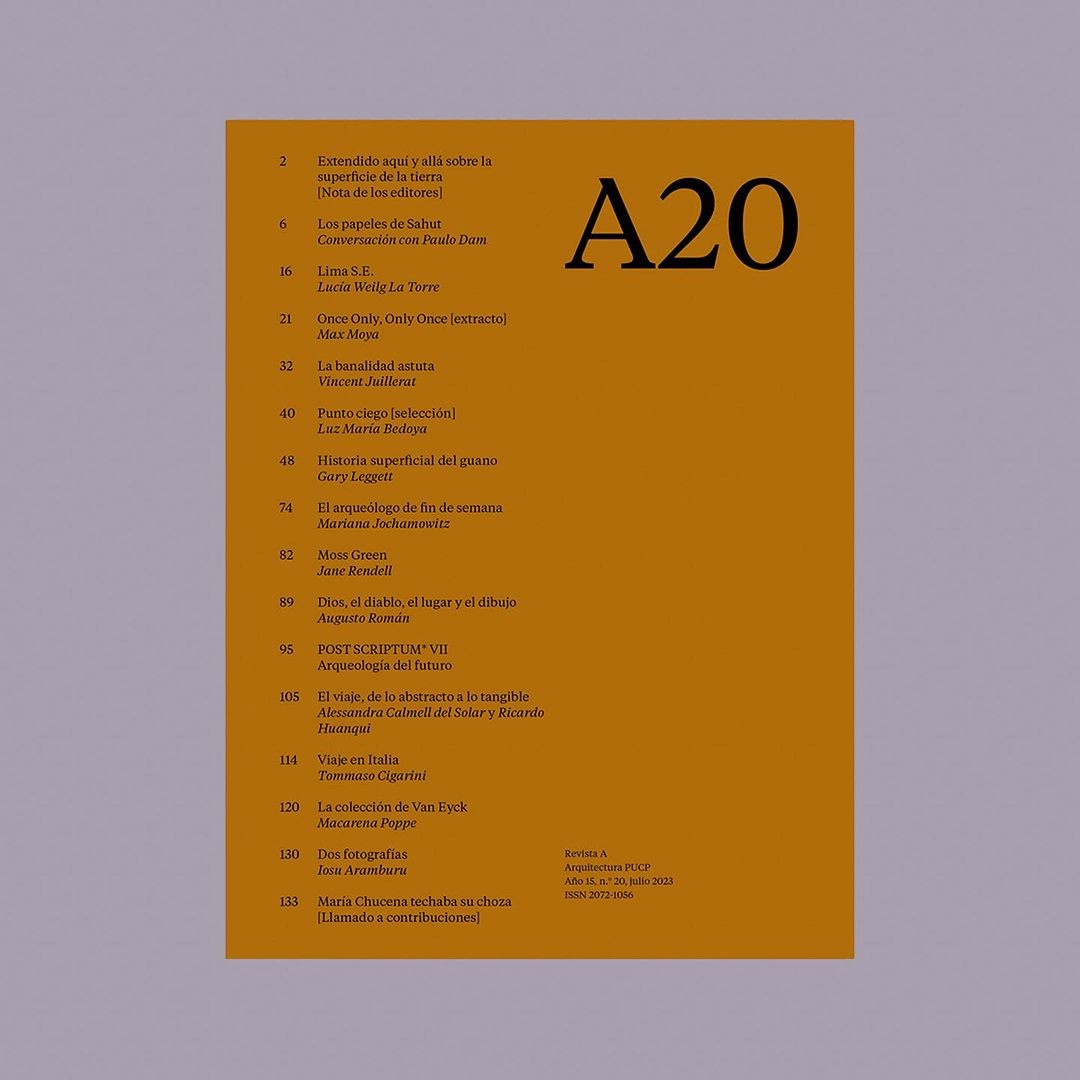 2 Extendido aquí y allá sobre la
superficie de la tierra
[Nota de los editores]
6 Los papeles de Sahut
Conversación con Paulo Dam
16 Lima S.E.
Lucía Weilg La Torre
21 Once Only, Only Once [extracto]
Max Moya
32 La banalidad astuta
Vincent Juillerat
40 Punto ciego [selección]
Luz María Bedoya
48 Historia superficial del guano
Gary Leggett
74 El arqueólogo de fin de semana
Mariana Jochamowitz
82 Moss Green
Jane Rendell
89 Dios, el diablo, el lugar y el dibujo
Augusto Román
95 POST SCRIPTUM* VII
Arqueología del futuro
105 El viaje, de lo abstracto a lo tangible
Alessandra Calmell del Solar y Ricardo
Huanqui
114 Viaje en Italia
Tommaso Cigarini
120 La colección de Van Eyck
Macarena Poppe
130 Dos fotografías
Iosu Aramburu
133 María Chucena techaba su choza
[Llamado a contribuciones]
A20
Revista A
Arquitectura PUCP
Año 15, n.° 20, julio 2023
ISSN 2072-1056